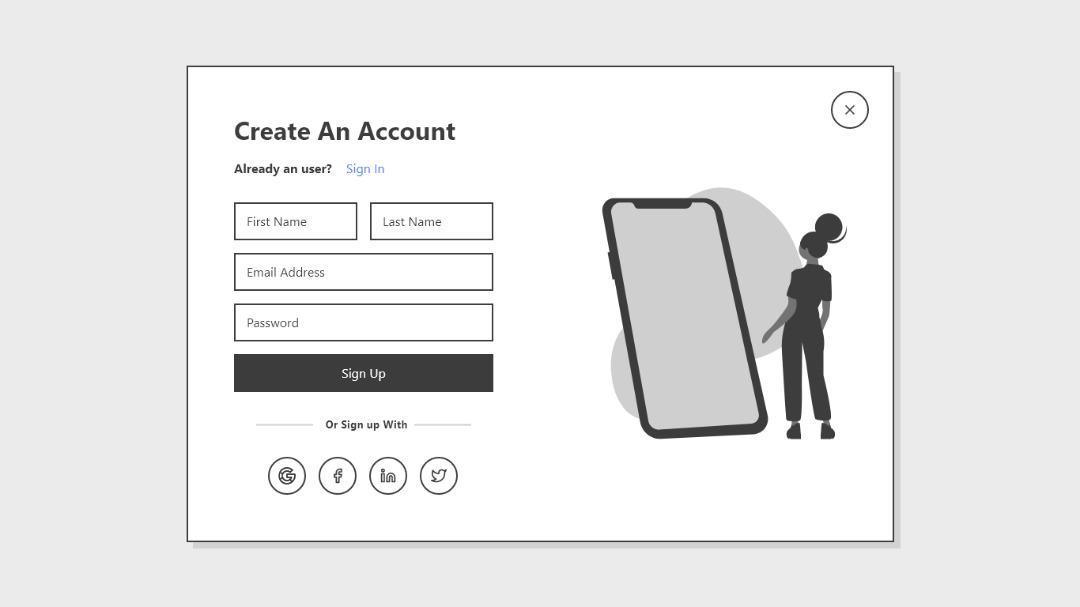 Create An Account
Already an user? Sign In
First Name Last Name
Email Address
Password
Sign Up
Or Sign up With